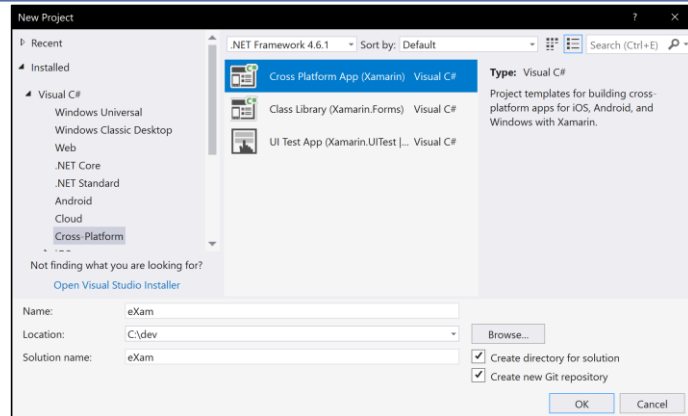 New Project
? ×
Recent
Installed
Visual C#
Windows Universal
Windows Classic Desktop
Web
.NET Core
.NET Standard
Android
Cloud
Cross-Platform
Not finding what you are looking for?
Open Visual Studio Installer
.NET Framework 4.6.1 Sort by: Default
Search (Ctrl+E)
Cross Platform App (Xamarin) Visual C#
Class Library (Xamarin.Forms) Visual C#
UI Test App (Xamarin.UITest |... Visual C#
Type: Visual C#
Project templates for building cross-
platform apps for iOS, Android, and
Windows with Xamarin.
Name: eXam
Location: C:\dev
Browse...
Solution name: eXam
Create directory for solution
Create new Git repository
OK Cancel